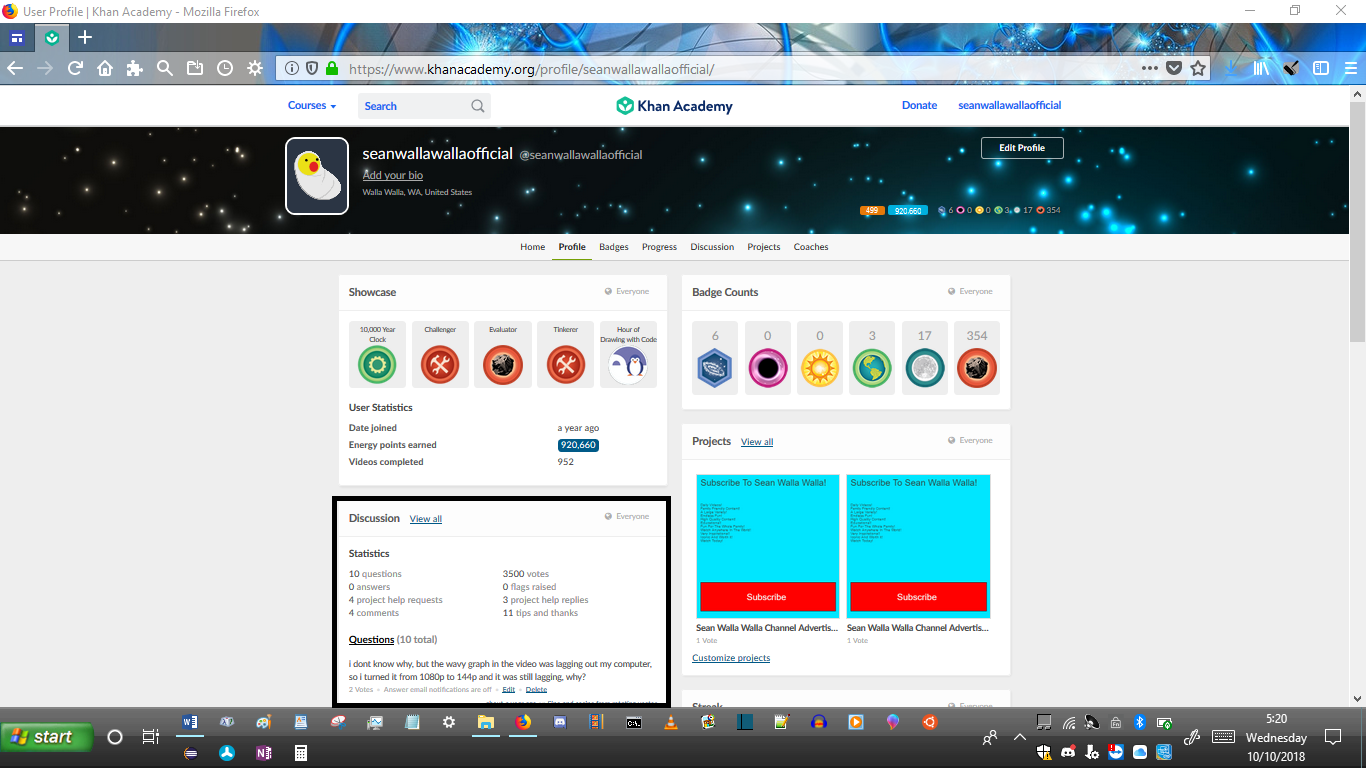 User Profile | Khan Academy - Mozilla Firefox
https://www.khanacademy.org/profile/seanwallawallaofficial/
Courses
Search
Khan Academy
Donate
seanwallawallaofficial
seanwallawallaofficial @seanwallawallaofficial
Edit Profile
Add your bio
Walla Walla, WA, United States
499 920,660 6 0 0 3 17 354
Home Profile Badges Progress Discussion Projects Coaches
Showcase
Everyone
10,000 Year Clock
Challenger
Evaluator
Tinkerer
Hour of Drawing with Code
User Statistics
Date joined a year ago
Energy points earned 920,660
Videos completed 952
Badge Counts
Everyone
6 0 0 3 17 354
Projects View all
Everyone
Subscribe To Sean Walla Walla!
Subscribe
Sean Walla Walla Channel Advertis...
1 Vote
Subscribe To Sean Walla Walla!
Subscribe
Sean Walla Walla Channel Advertis...
1 Vote
Customize projects
Discussion View all
Everyone
Statistics
10 questions 3500 votes
0 answers 0 flags raised
4 project help requests 3 project help replies
4 comments 11 tips and thanks
Questions (10 total)
i dont know why, but the wavy graph in the video was lagging out my computer,
so i turned it from 1080p to 144p and it was still lagging, why?
2 Votes • Answer email notifications are off • Edit • Delete
Streak
Everyone
start
5:20
Wednesday
10/10/2018